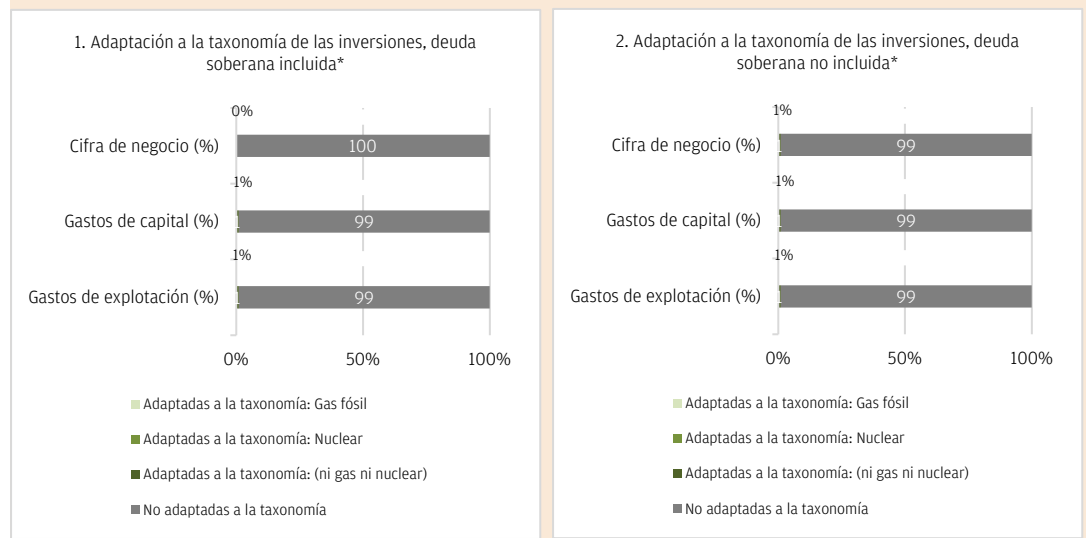 1. Adaptación a la taxonomía de las inversiones, deuda
soberana incluida*
0%
Cifra de negocio (%)
100
1%
Gastos de capital (%)
1
99
1%
Gastos de explotación (%)
1
99
0%
50%
100%
Adaptadas a la taxonomía: Gas fósil
Adaptadas a la taxonomía: Nuclear
Adaptadas a la taxonomía: (ni gas ni nuclear)
No adaptadas a la taxonomía
2. Adaptación a la taxonomía de las inversiones, deuda
soberana no incluida*
1%
Cifra de negocio (%)
1
99
1%
Gastos de capital (%)
1
99
1%
Gastos de explotación (%)
1
99
0%
50%
100%
Adaptadas a la taxonomía: Gas fósil
Adaptadas a la taxonomía: Nuclear
Adaptadas a la taxonomía: (ni gas ni nuclear)
No adaptadas a la taxonomía